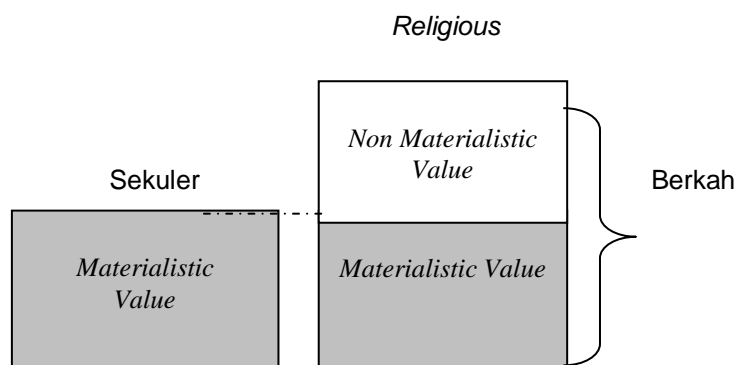 Religious
Non Materialistic
Value
Sekuler
Berkah
Materialistic
Value
Materialistic Value